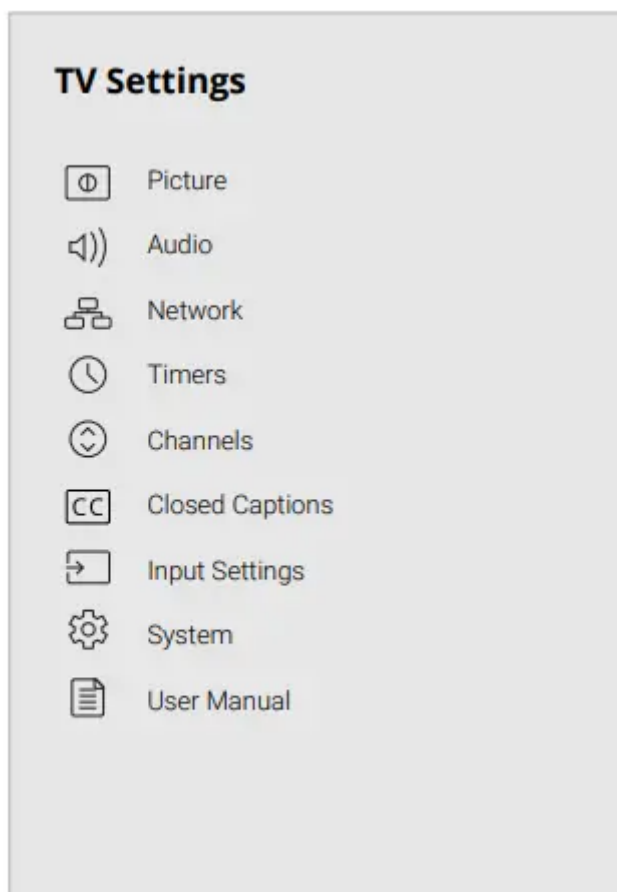 TV Settings
Picture
Audio
Network
Timers
Channels
CC Closed Captions
Input Settings
System
User Manual